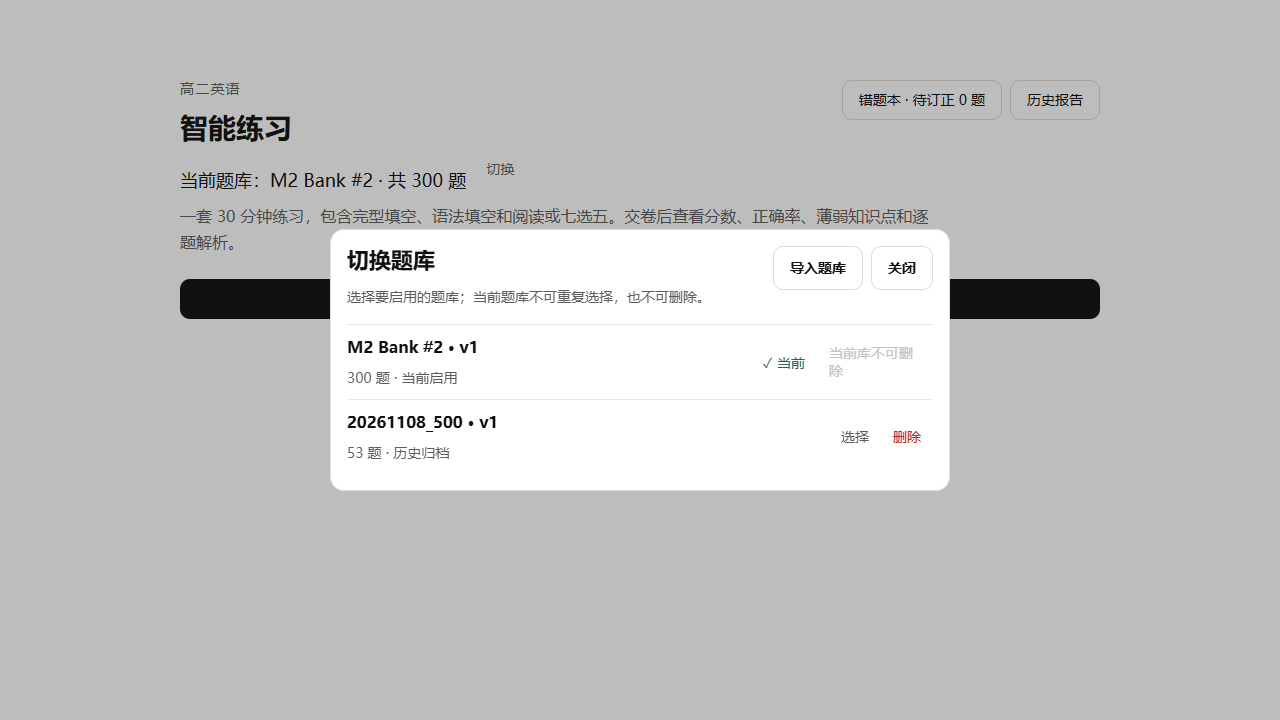 高二英语
错题本 · 待订正 0 题
历史报告
智能练习
当前题库：M2 Bank #2 · 共 300 题
切换
一套 30 分钟练习，包含完型填空、语法填空和阅读或七选五。交卷后查看分数、正确率、薄弱知识点和逐
题解析。
切换题库
导入题库
关闭
选择要启用的题库；当前题库不可重复选择，也不可删除。
M2 Bank #2 • v1
300 题 · 当前启用
✓ 当前
当前库不可删
除
20261108_500 • v1
53 题 · 历史归档
选择
删除